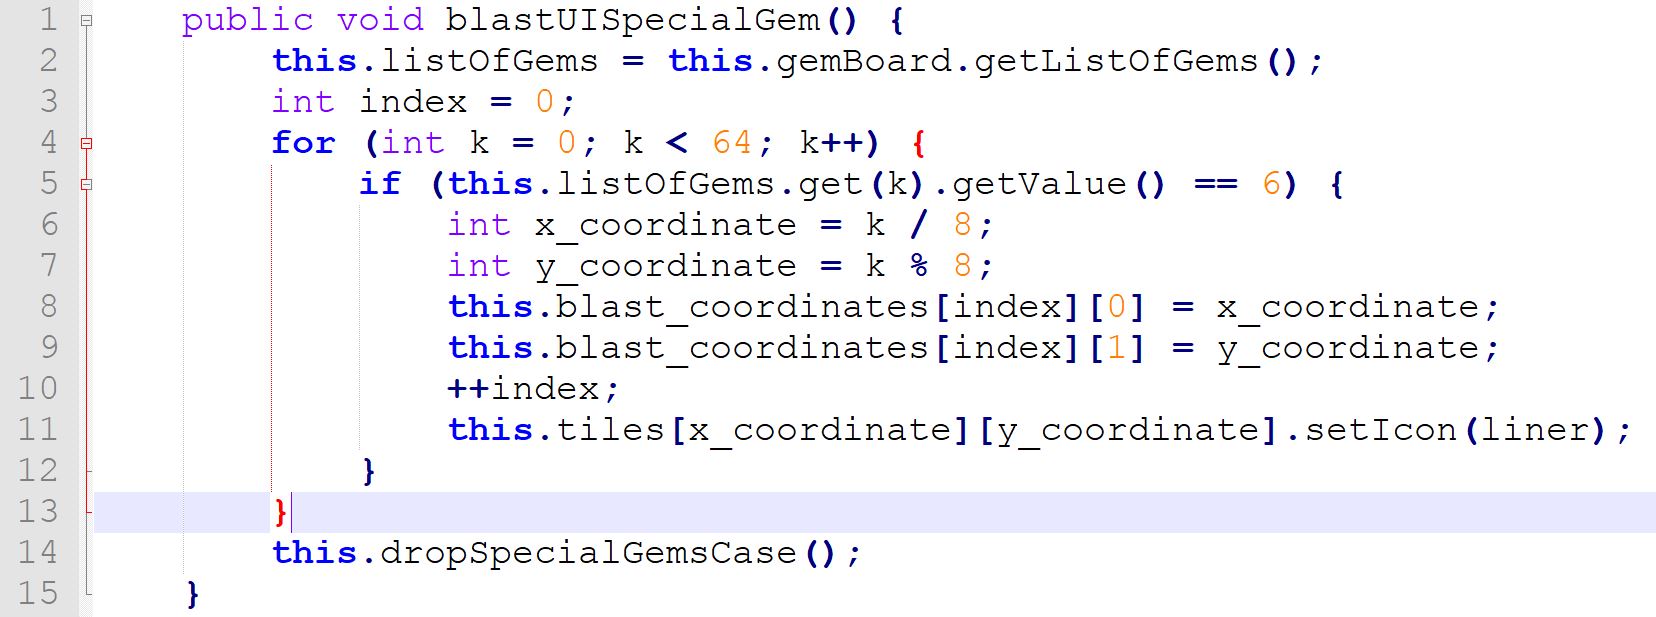 1 public void blastUISpecialGem() {
2 this.listOfGems = this.gemBoard.getListOfGems();
3 int index = 0;
4 for (int k = 0; k < 64; k++) {
5 if (this.listOfGems.get(k).getValue() == 6) {
6 int x_coordinate = k / 8;
7 int y_coordinate = k % 8;
8 this.blast_coordinates[index][0] = x_coordinate;
9 this.blast_coordinates[index][1] = y_coordinate;
10 ++index;
11 this.tiles[x_coordinate][y_coordinate].setIcon(liner);
12 }
13 }
14 this.dropSpecialGemsCase();
15 }